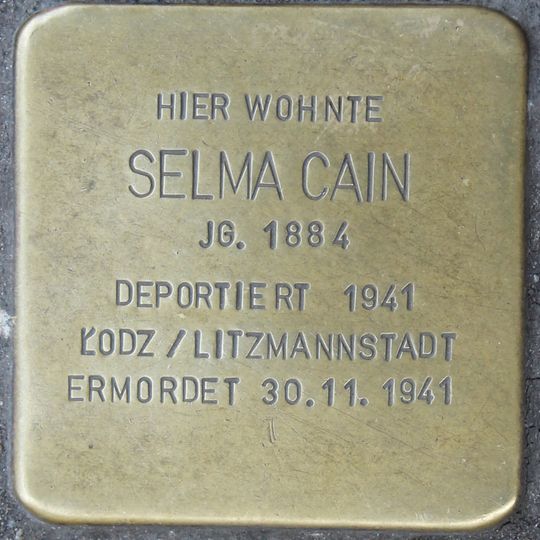 HIER WOHNTE
SELMA CAIN
JG. 1884
DEPORTIERT 1941
ŁODZ / LITZMANNSTADT
ERMORDET 30.11. 1941